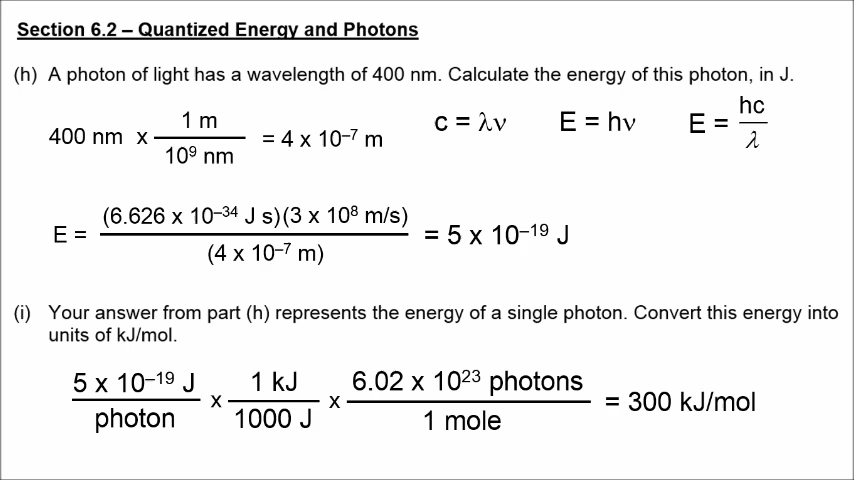 Section 6.2 – Quantized Energy and Photons
(h) A photon of light has a wavelength of 400 nm. Calculate the energy of this photon, in J.
400 nm x 1 m / 10⁹ nm = 4 x 10⁻⁷ m
c = λν
E = hν
E = hc / λ
E = (6.626 x 10⁻³⁴ J s)(3 x 10⁸ m/s) / (4 x 10⁻⁷ m) = 5 x 10⁻¹⁹ J
(i) Your answer from part (h) represents the energy of a single photon. Convert this energy into
units of kJ/mol.
5 x 10⁻¹⁹ J / photon x 1 kJ / 1000 J x 6.02 x 10²³ photons / 1 mole = 300 kJ/mol